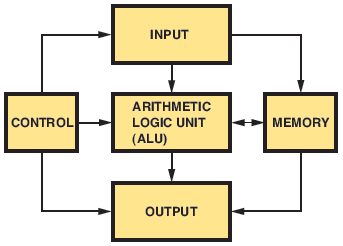 INPUT
CONTROL
ARITHMETIC
LOGIC UNIT
(ALU)
MEMORY
OUTPUT